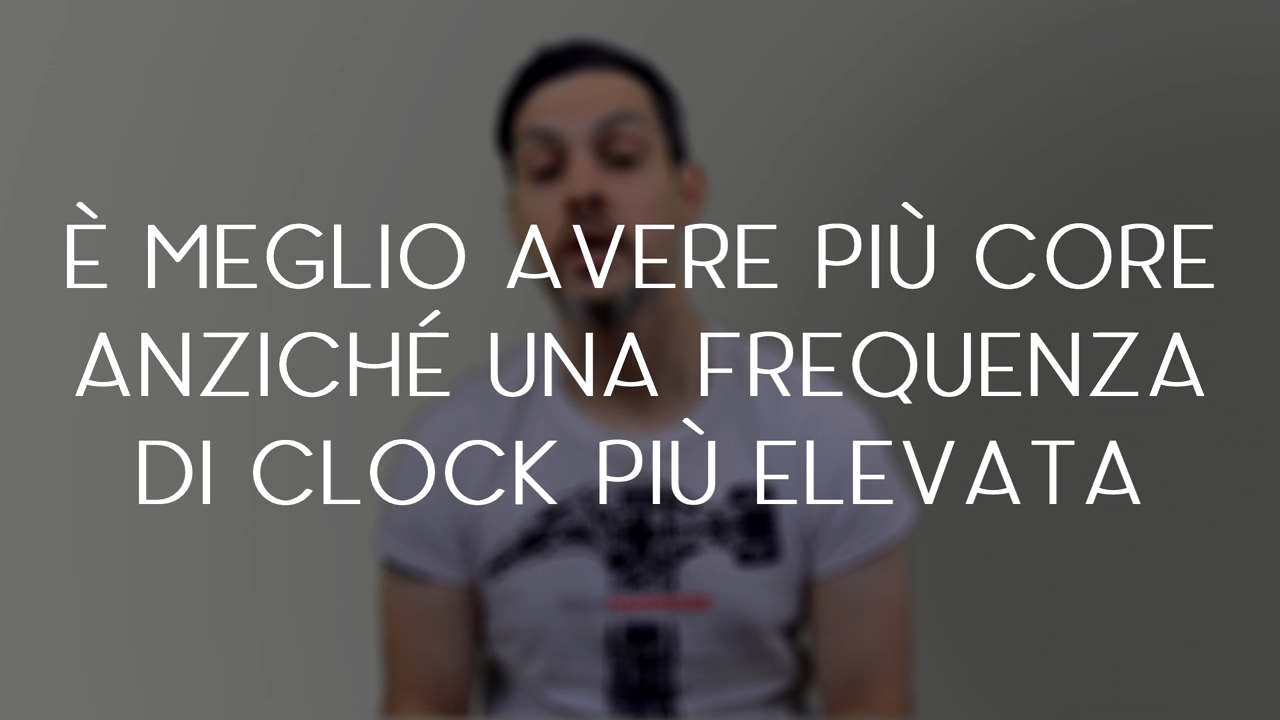 È MEGLIO AVERE PIÙ CORE
ANZICHÉ UNA FREQUENZA
DI CLOCK PIÙ ELEVATA